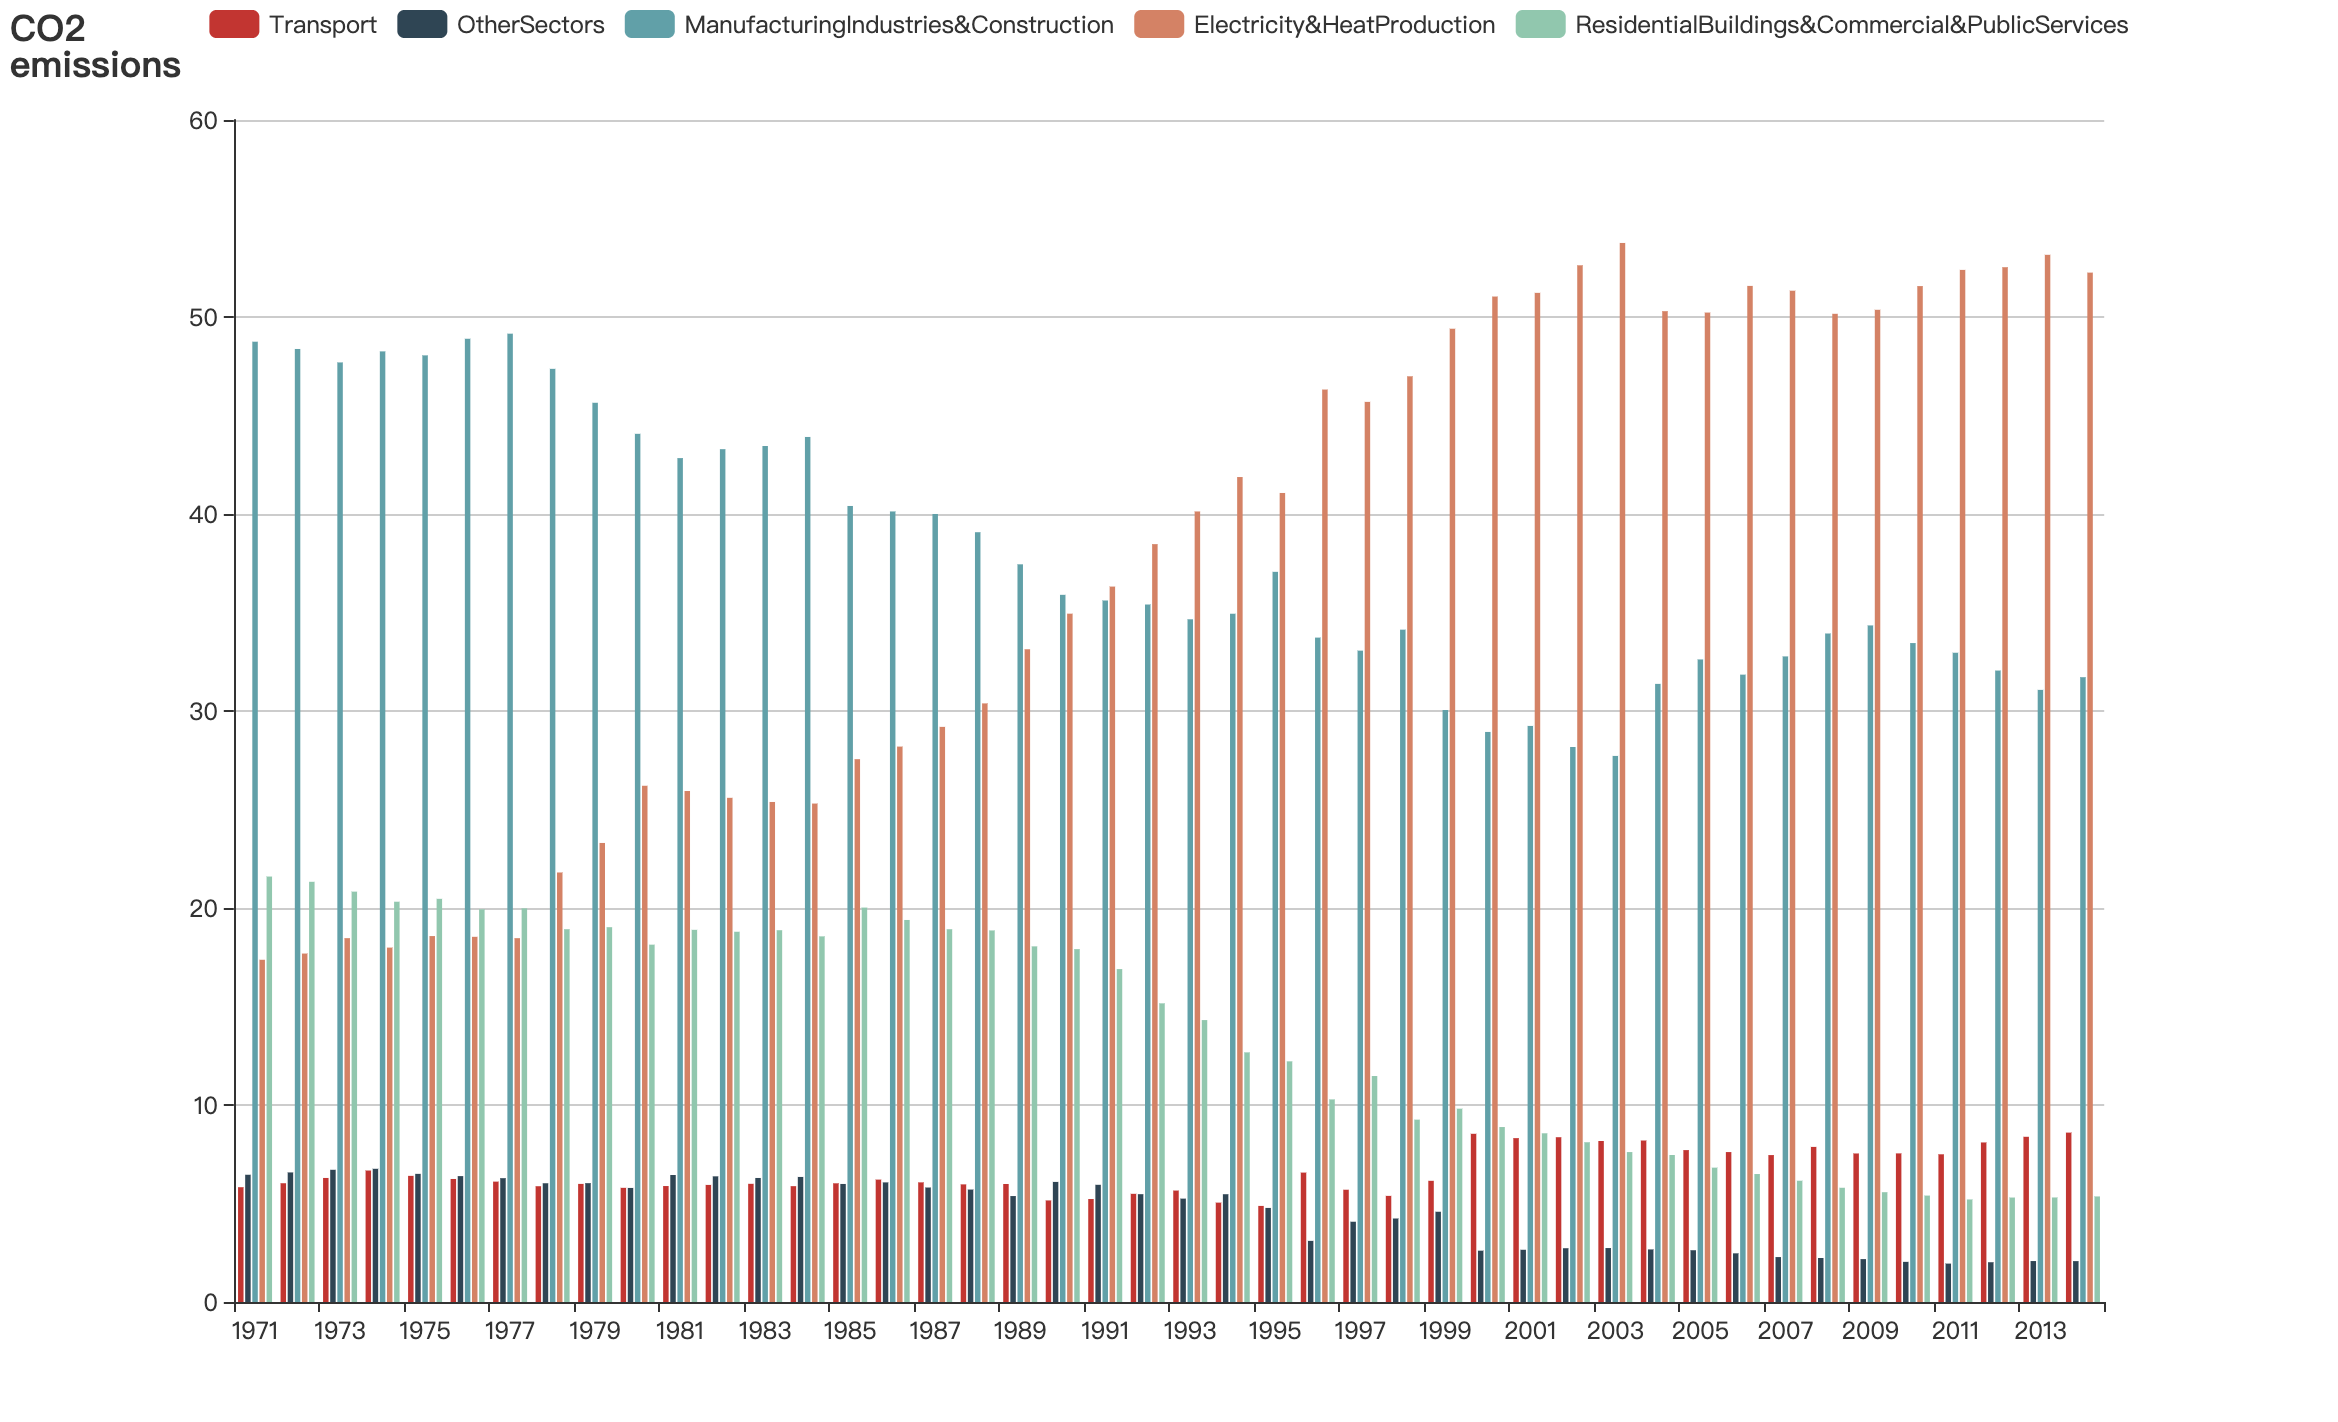 CO2
emissions
Transport OtherSectors ManufacturingIndustries&Construction Electricity&HeatProduction ResidentialBuildings&Commercial&PublicServices
60
50
40
30
20
10
0
1971 1973 1975 1977 1979 1981 1983 1985 1987 1989 1991 1993 1995 1997 1999 2001 2003 2005 2007 2009 2011 2013